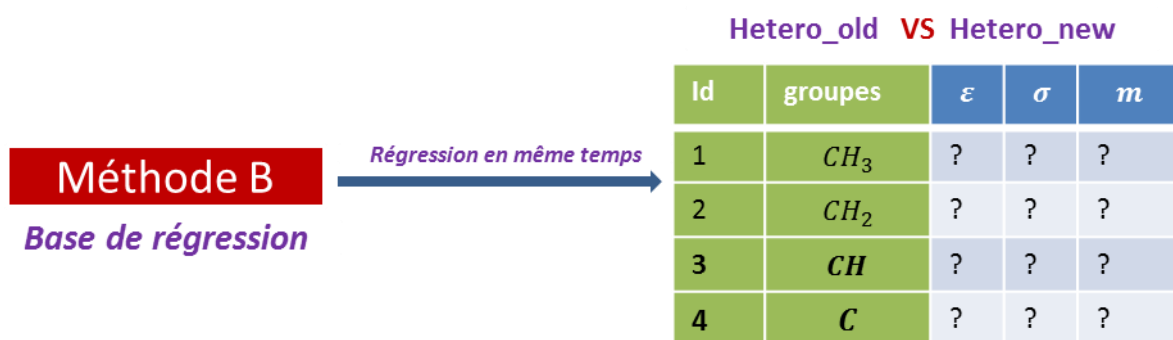 Hetero_old VS Hetero_new
Id groupes ε σ m
Régression en même temps
1 CH₃ ? ? ?
Méthode B
2 CH₂ ? ? ?
Base de régression
3 CH ? ? ?
4 C ? ? ?